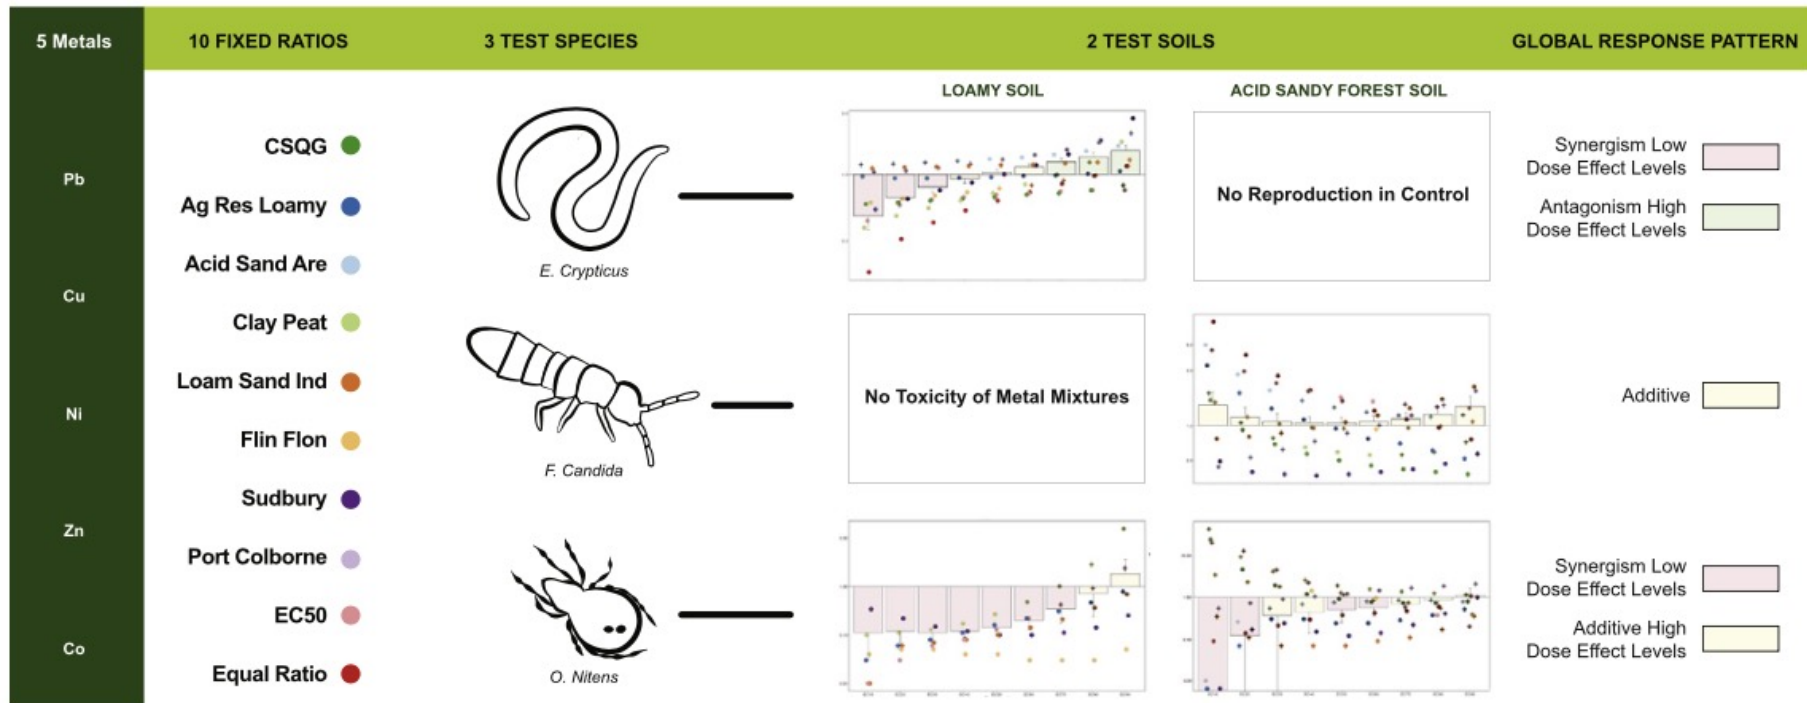 5 Metals
10 FIXED RATIOS
3 TEST SPECIES
2 TEST SOILS
GLOBAL RESPONSE PATTERN
Pb
Cu
Ni
Zn
Co
CSQG
Ag Res Loamy
Acid Sand Are
Clay Peat
Loam Sand Ind
Flin Flon
Sudbury
Port Colborne
EC50
Equal Ratio
E. Crypticus
F. Candida
O. Nitens
LOAMY SOIL
ACID SANDY FOREST SOIL
No Reproduction in Control
No Toxicity of Metal Mixtures
Synergism Low
Dose Effect Levels
Antagonism High
Dose Effect Levels
Additive
Synergism Low
Dose Effect Levels
Additive High
Dose Effect Levels